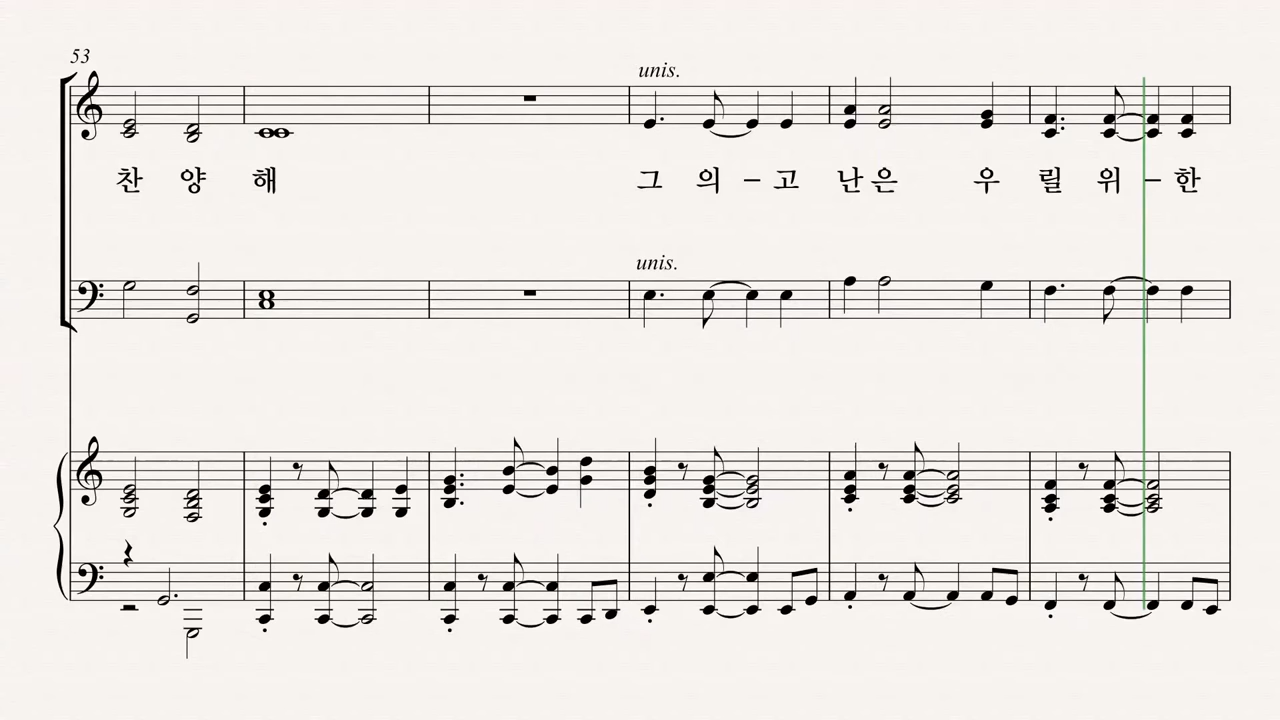 53
unis.
찬 양 해 그 의 – 고 난 은 우 릴 위 – 한
unis.